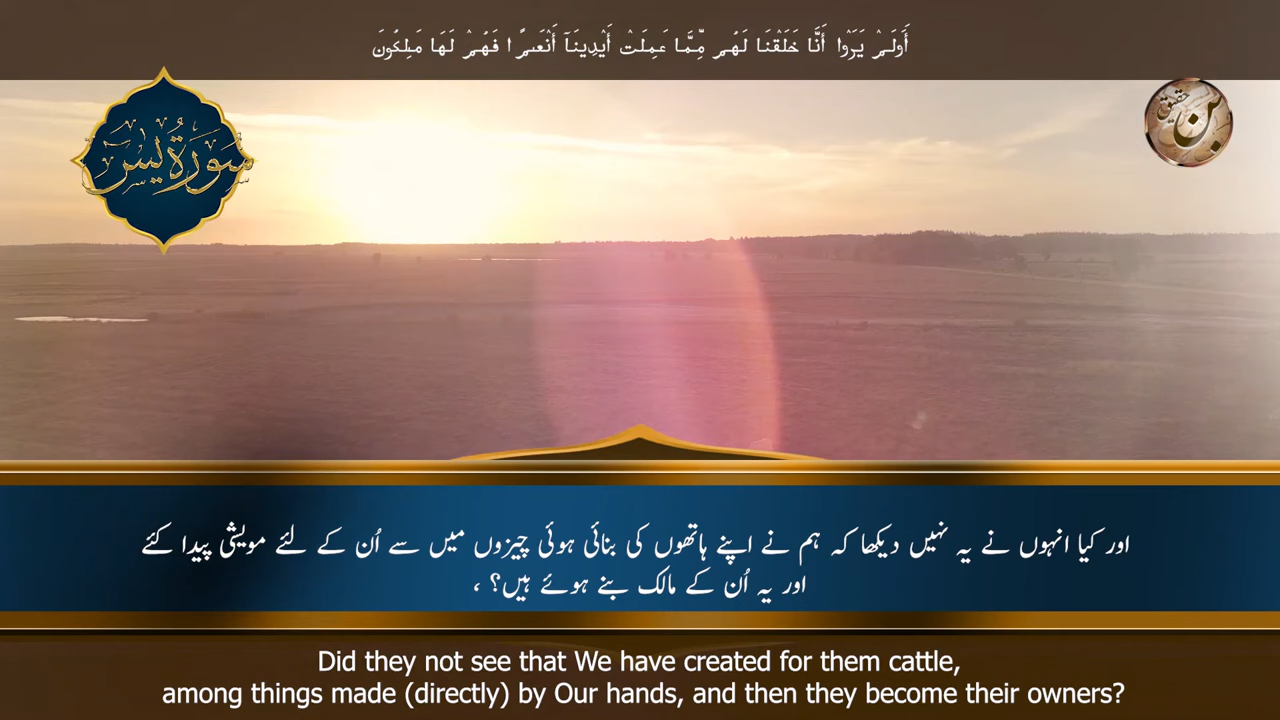 أَوَلَمْ يَرَوْا أَنَّا خَلَقْنَا لَهُم مِّمَّا عَمِلَتْ أَيْدِينَآ أَنْعَـٰمًا فَهُمْ لَهَا مَـٰلِكُونَ
سُورَةُ يٰسٓ
اور کیا انہوں نے یہ نہیں دیکھا کہ ہم نے اپنے ہاتھوں کی بنائی ہوئی چیزوں میں سے اُن کے لئے مویشی پیدا کئے
اور یہ اُن کے مالک بنے ہوئے ہیں؟ ،
Did they not see that We have created for them cattle,
among things made (directly) by Our hands, and then they become their owners?